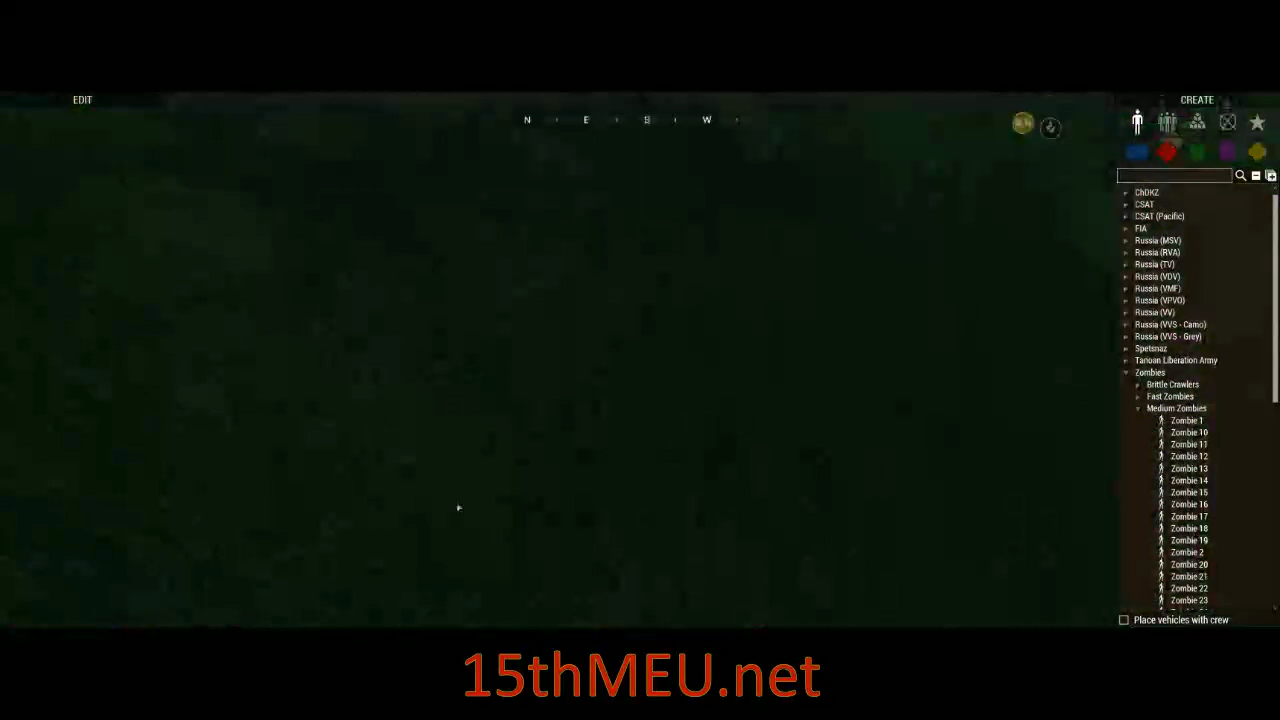 EDIT
N E S W
CREATE
ChDKZ
CSAT
CSAT (Pacific)
FIA
Russia (MSV)
Russia (RVA)
Russia (TV)
Russia (VDV)
Russia (VMF)
Russia (VPVO)
Russia (VV)
Russia (VVS - Camo)
Russia (VVS - Grey)
Spetsnaz
Tanoan Liberation Army
Zombies
Brittle Crawlers
Fast Zombies
Medium Zombies
Zombie 1
Zombie 10
Zombie 11
Zombie 12
Zombie 13
Zombie 14
Zombie 15
Zombie 16
Zombie 17
Zombie 18
Zombie 19
Zombie 2
Zombie 20
Zombie 21
Zombie 22
Zombie 23
Place vehicles with crew
15thMEU.net